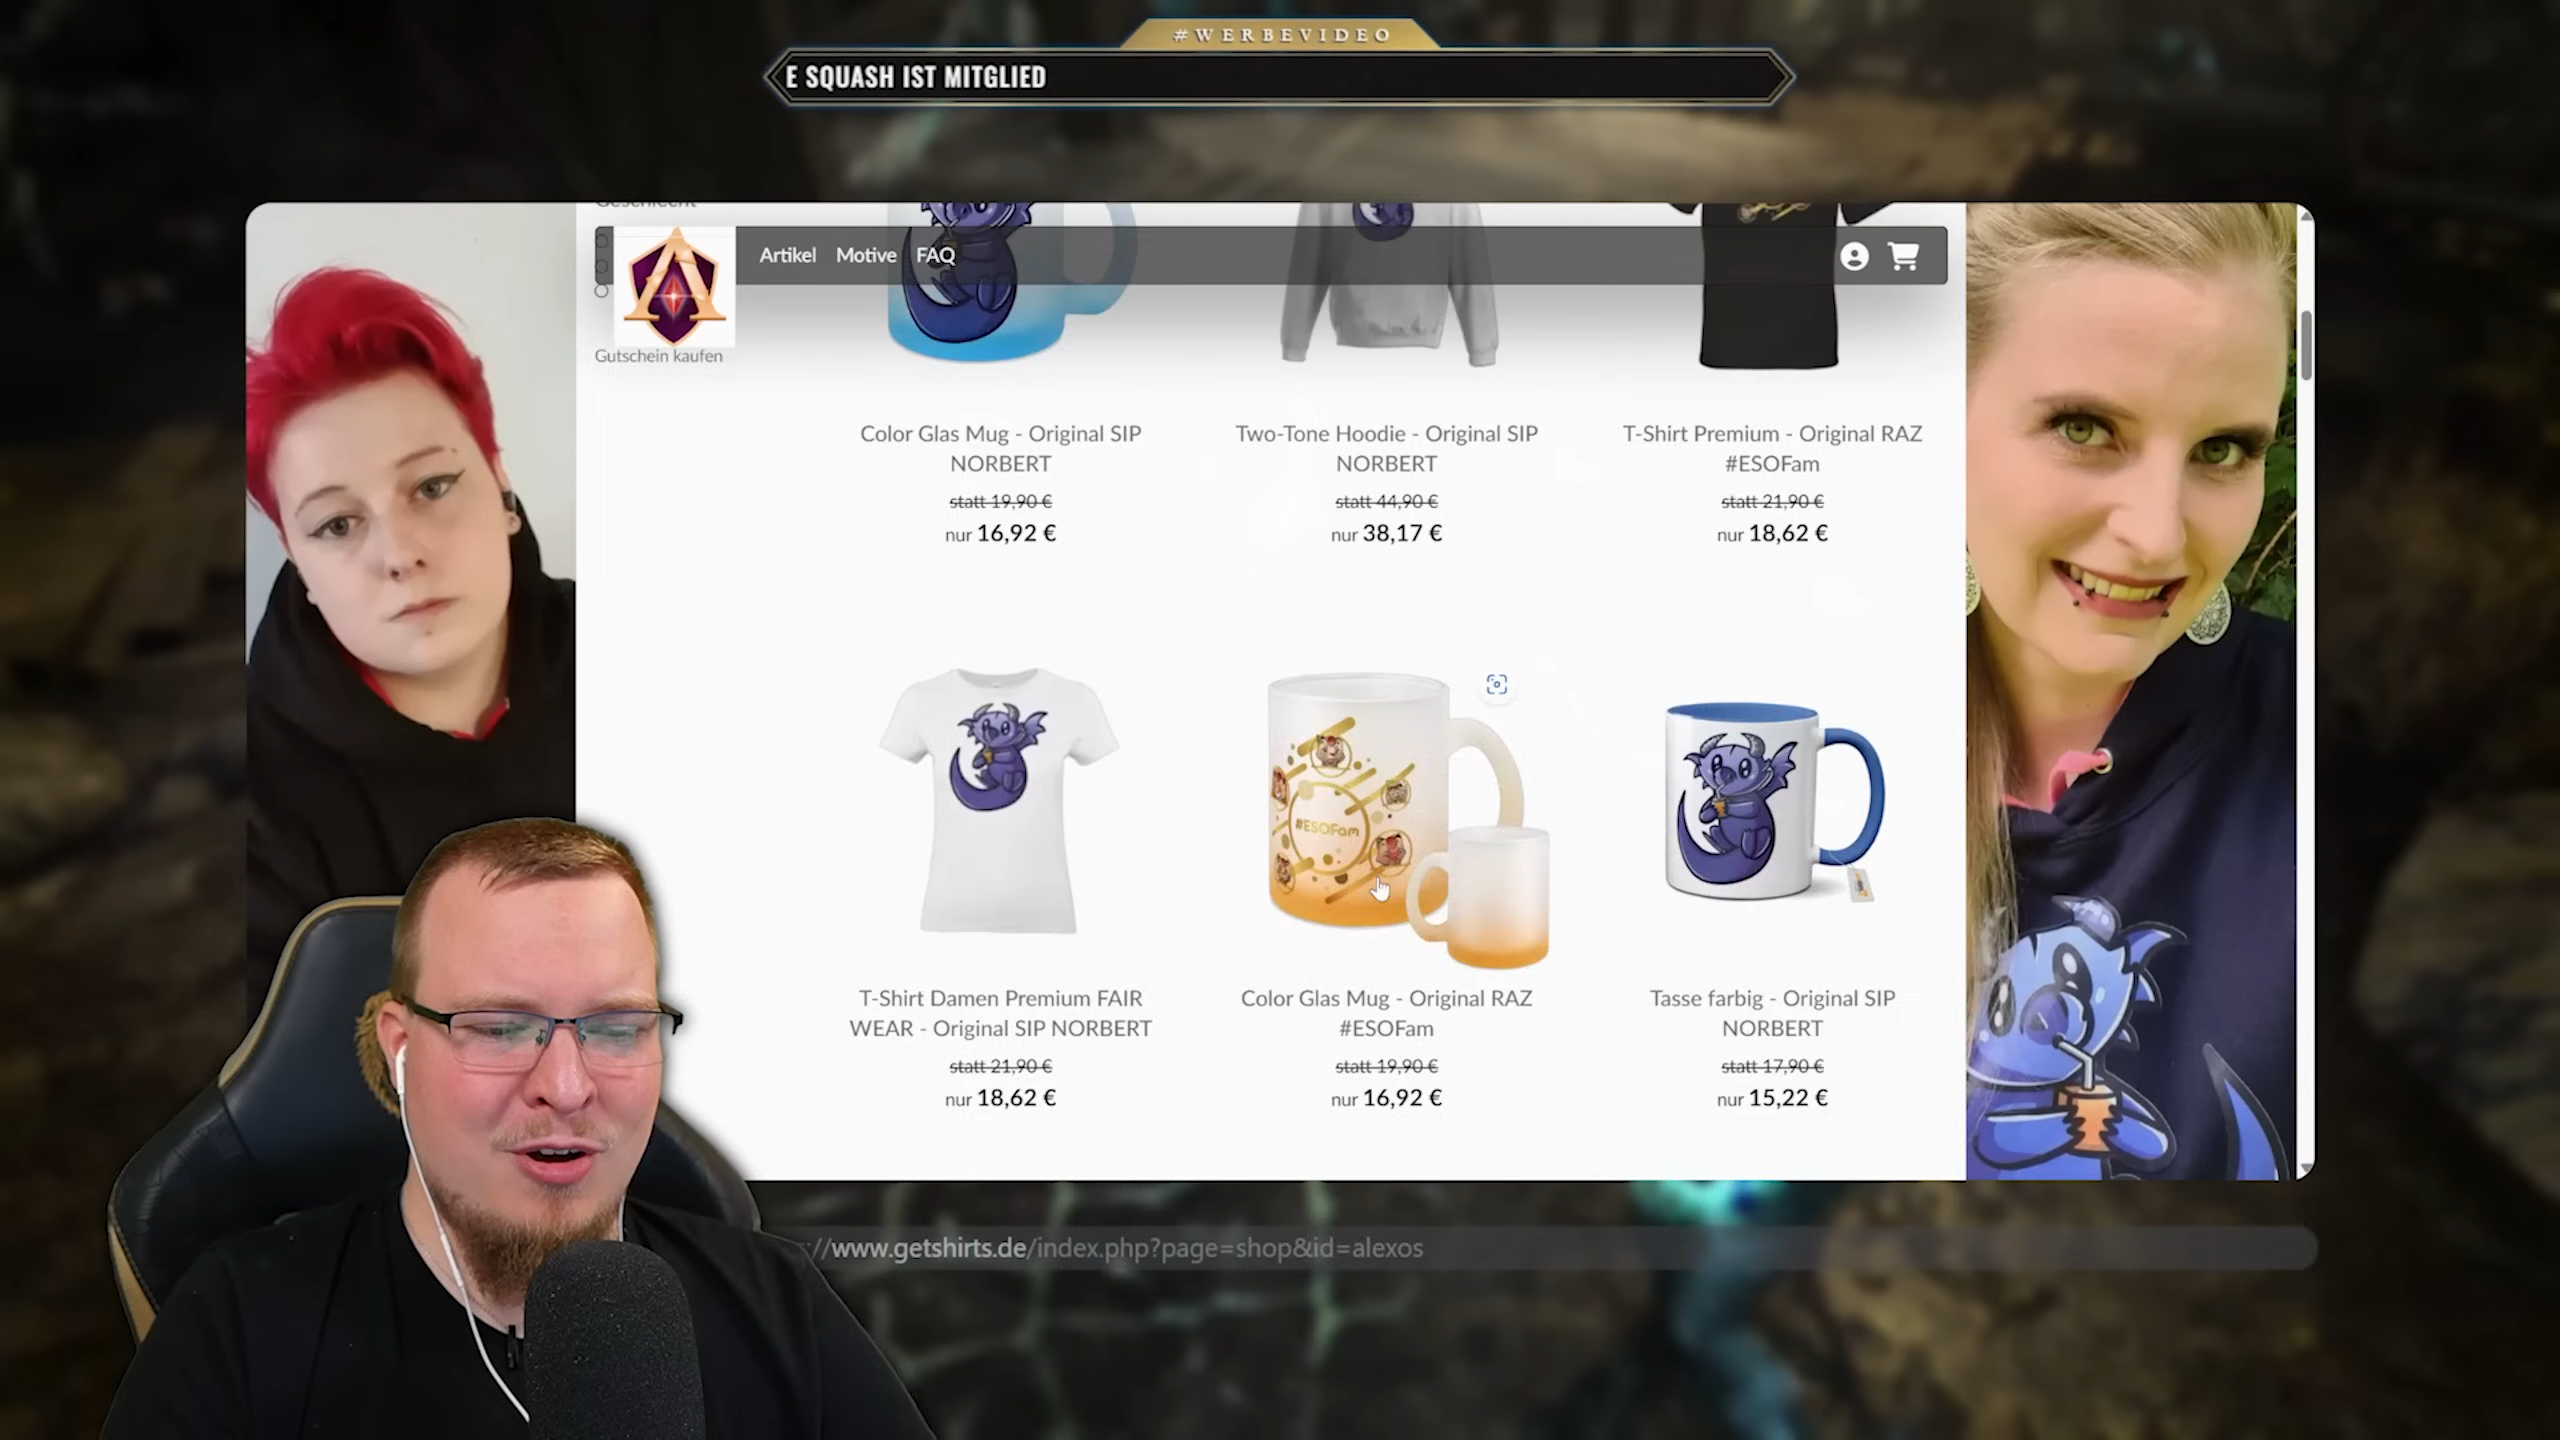 #WERBEVIDEO
E SQUASH IST MITGLIED
Geschlecht
Artikel Motive FAQ
Gutschein kaufen
Color Glas Mug - Original SIP
NORBERT
statt 19,90 €
nur 16,92 €
Two-Tone Hoodie - Original SIP
NORBERT
statt 44,90 €
nur 38,17 €
T-Shirt Premium - Original RAZ
#ESOFam
statt 21,90 €
nur 18,62 €
#ESOFam
T-Shirt Damen Premium FAIR
WEAR - Original SIP NORBERT
statt 21,90 €
nur 18,62 €
Color Glas Mug - Original RAZ
#ESOFam
statt 19,90 €
nur 16,92 €
Tasse farbig - Original SIP
NORBERT
statt 17,90 €
nur 15,22 €
://www.getshirts.de/index.php?page=shop&id=alexos